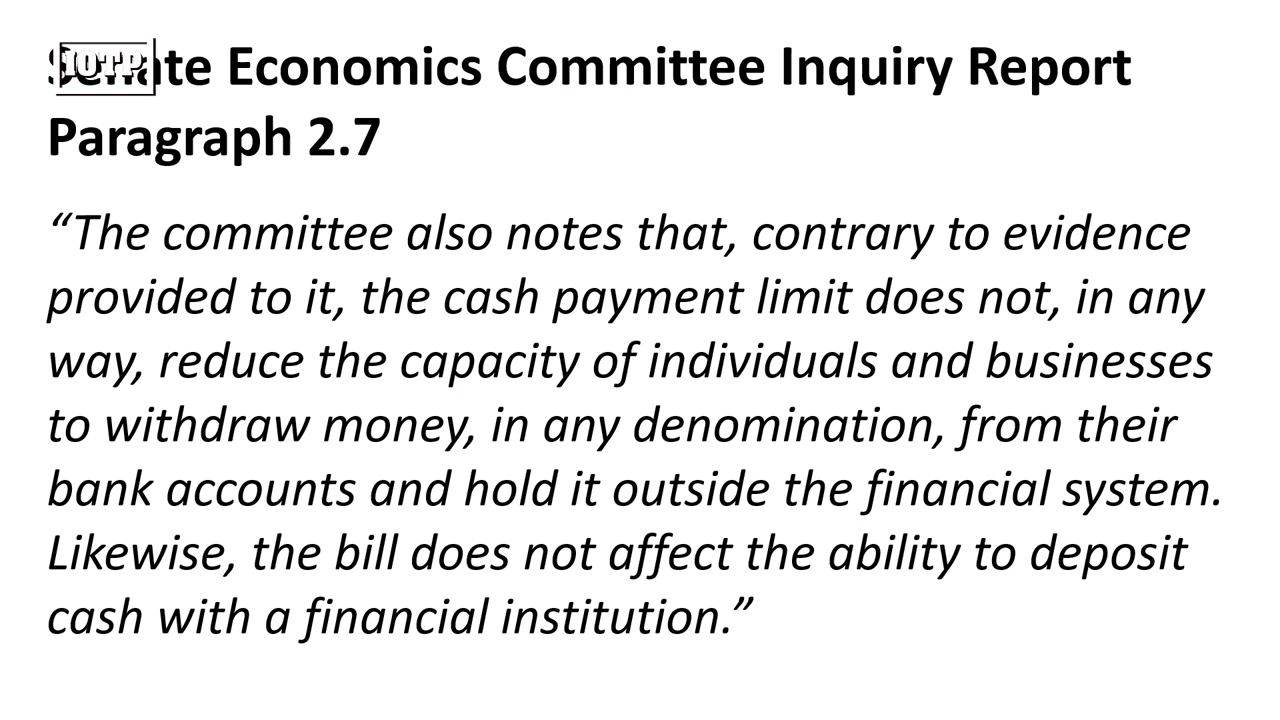 Senate Economics Committee Inquiry Report
Paragraph 2.7
“The committee also notes that, contrary to evidence
provided to it, the cash payment limit does not, in any
way, reduce the capacity of individuals and businesses
to withdraw money, in any denomination, from their
bank accounts and hold it outside the financial system.
Likewise, the bill does not affect the ability to deposit
cash with a financial institution.”